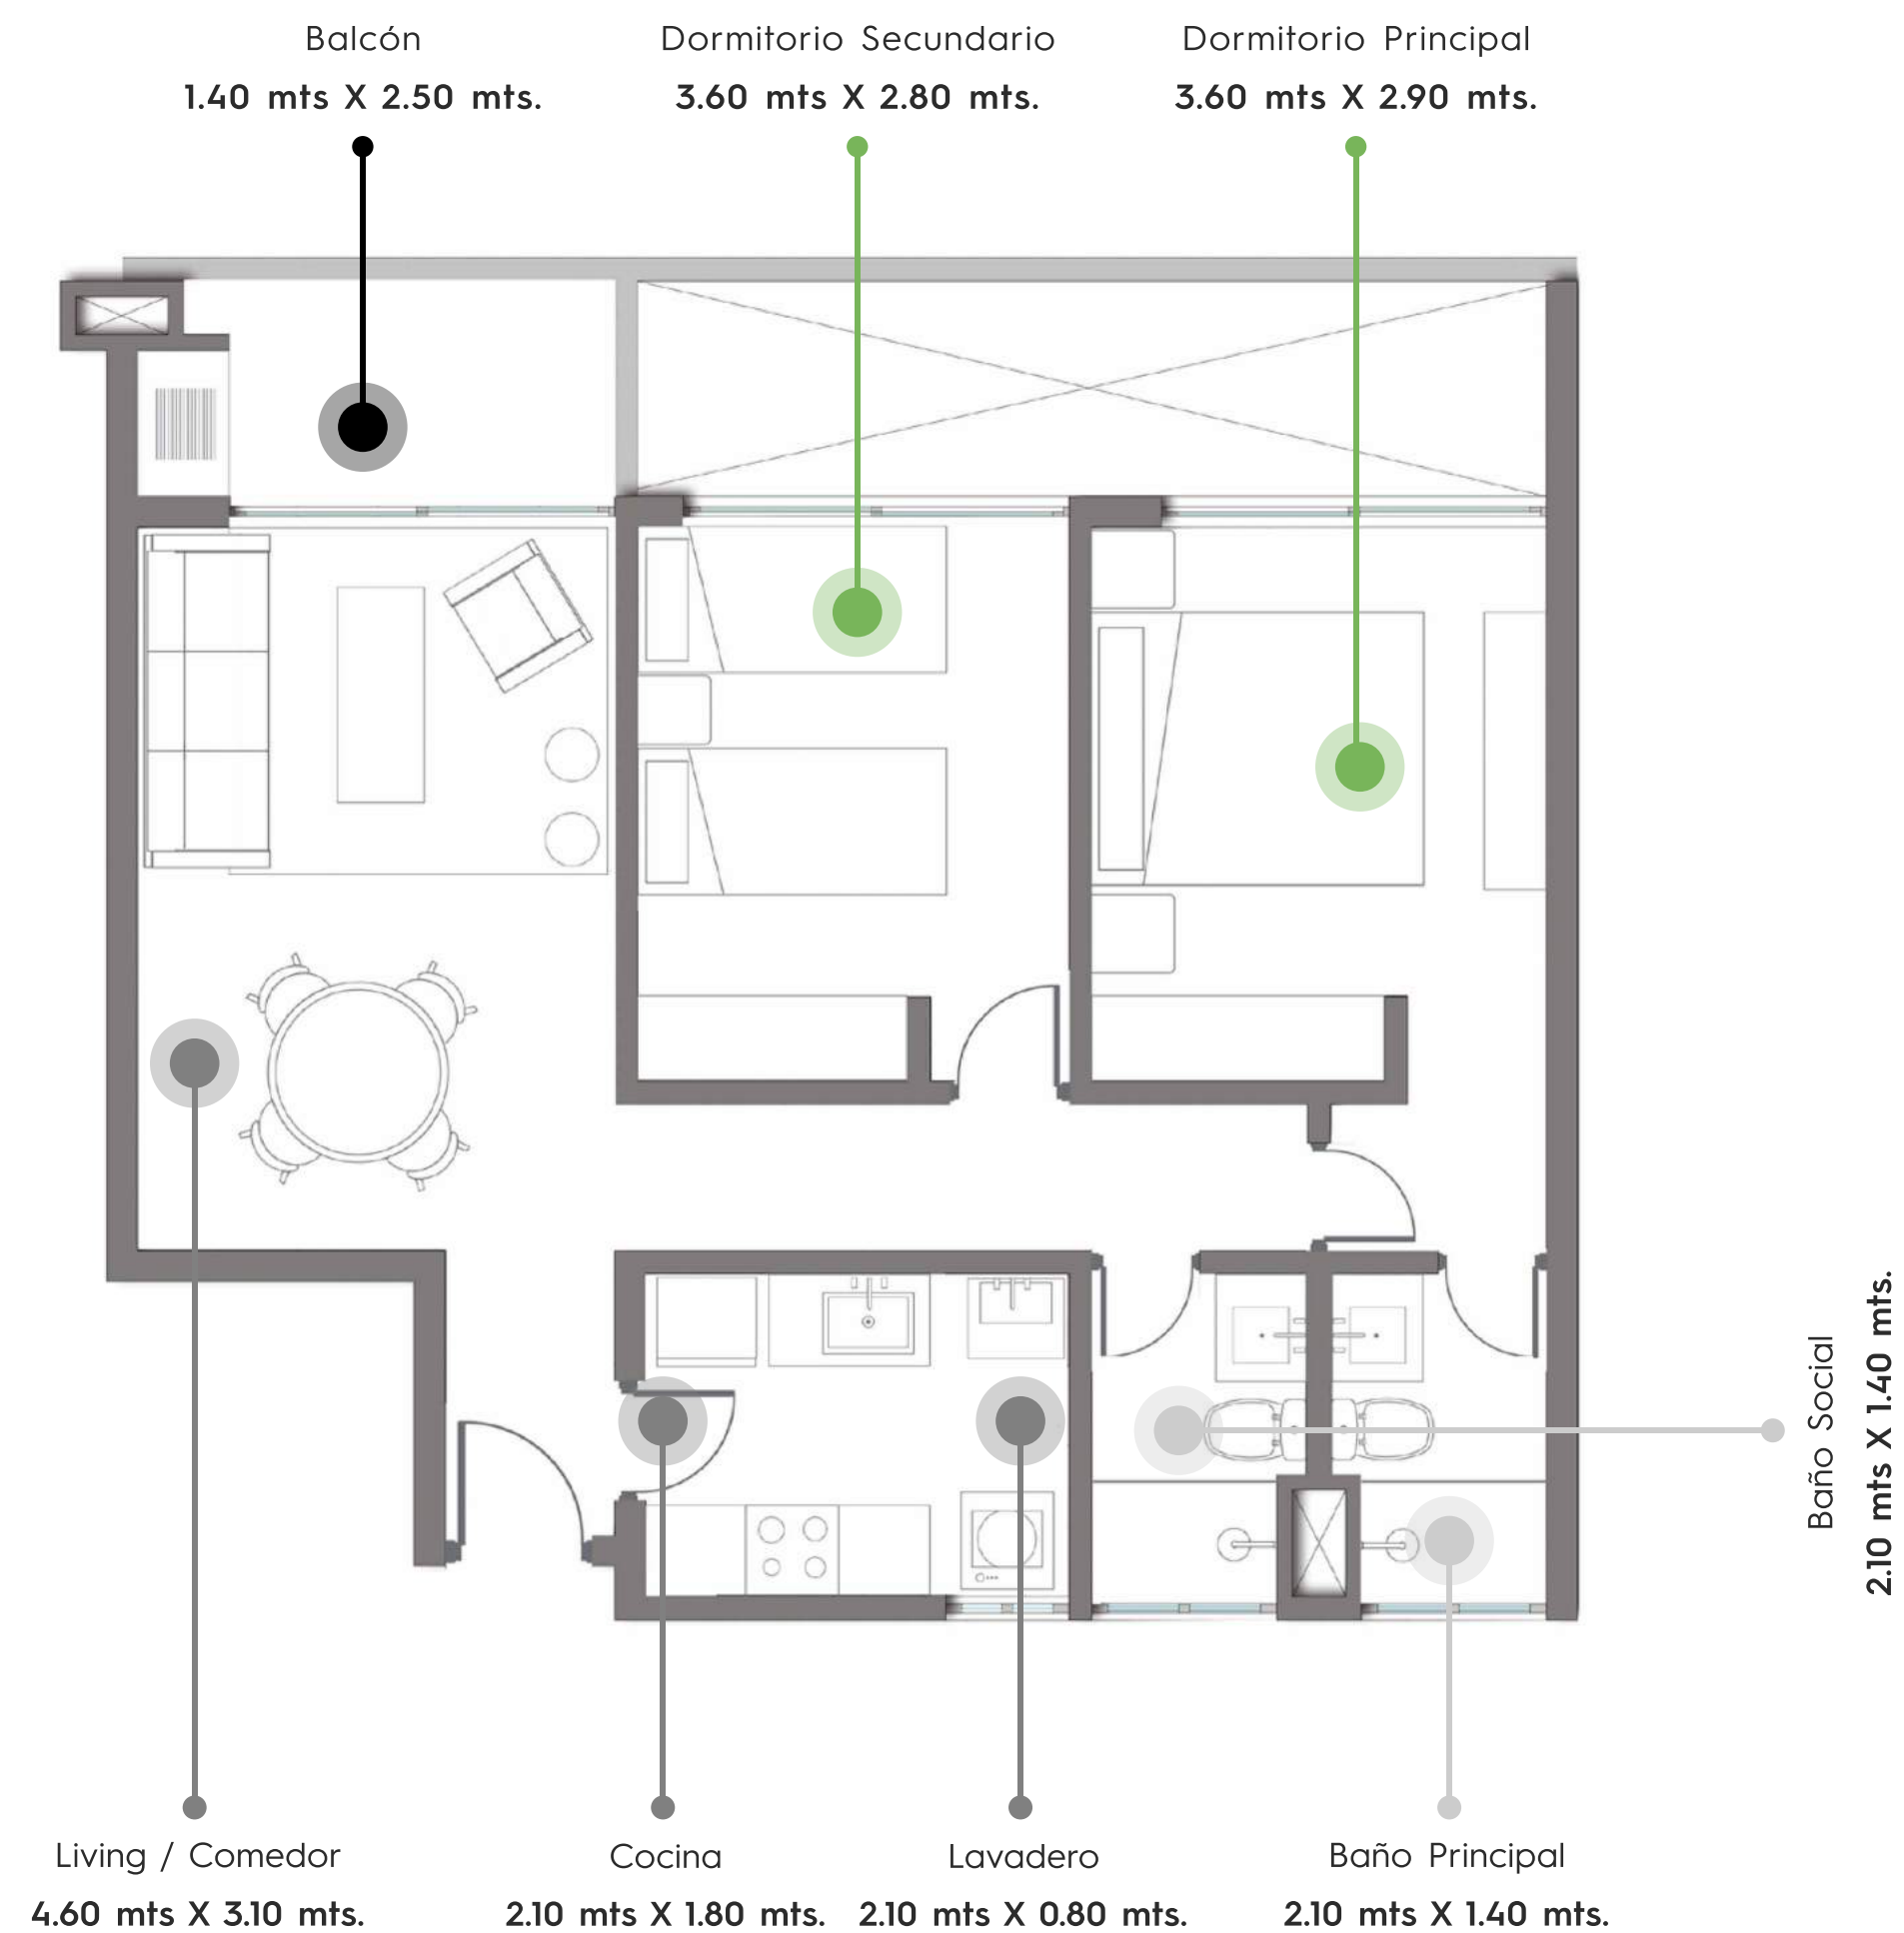 Balcón
1.40 mts X 2.50 mts.
Dormitorio Secundario
3.60 mts X 2.80 mts.
Dormitorio Principal
3.60 mts X 2.90 mts.
Baño Social
2.10 mts X 1.40 mts.
Living / Comedor
4.60 mts X 3.10 mts.
Cocina
2.10 mts X 1.80 mts.
Lavadero
2.10 mts X 0.80 mts.
Baño Principal
2.10 mts X 1.40 mts.